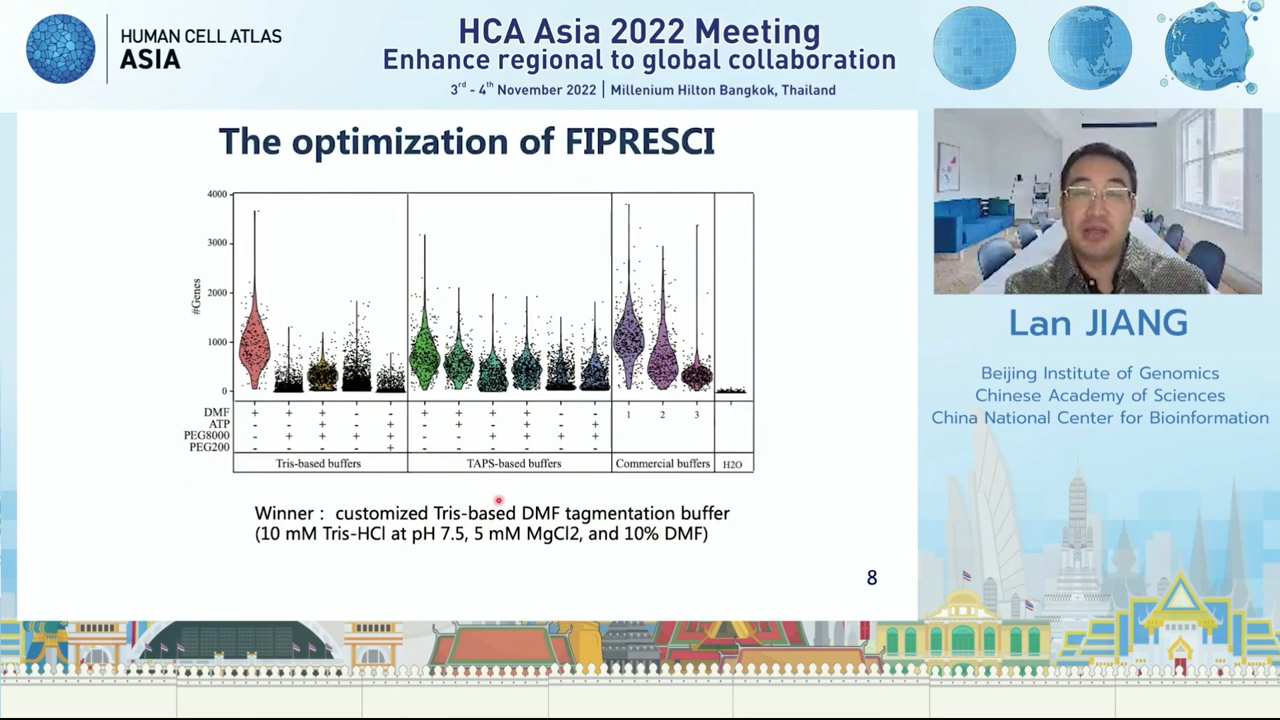 HUMAN CELL ATLAS
ASIA
HCA Asia 2022 Meeting
Enhance regional to global collaboration
3rd - 4th November 2022 | Millenium Hilton Bangkok, Thailand
The optimization of FIPRESCI
4000
3000
2000
1000
0
#Genes
1 2 3
DMF + + + - - + + + + - - 
ATP - - + - + - + - + - +
PEG8000 - + + + + - - + + + +
PEG200 - - - - + - - - - - -
Tris-based buffers TAPS-based buffers Commercial buffers H2O
Winner : customized Tris-based DMF tagmentation buffer
(10 mM Tris-HCl at pH 7.5, 5 mM MgCl2, and 10% DMF)
8
Lan JIANG
Beijing Institute of Genomics
Chinese Academy of Sciences
China National Center for Bioinformation